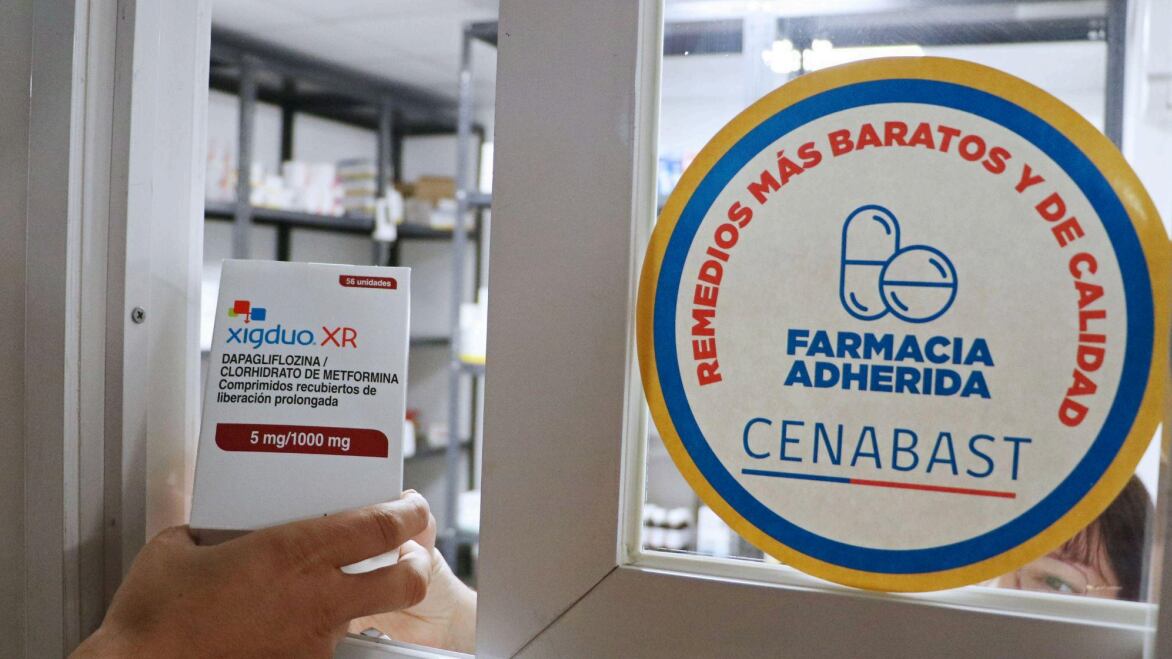 56 unidades
xigduo XR
DAPAGLIFLOZINA /
CLORHIDRATO DE METFORMINA
Comprimidos recubiertos de
liberación prolongada
5 mg/1000 mg
REMEDIOS MÁS BARATOS Y DE CALIDAD
FARMACIA
ADHERIDA
CENABAST